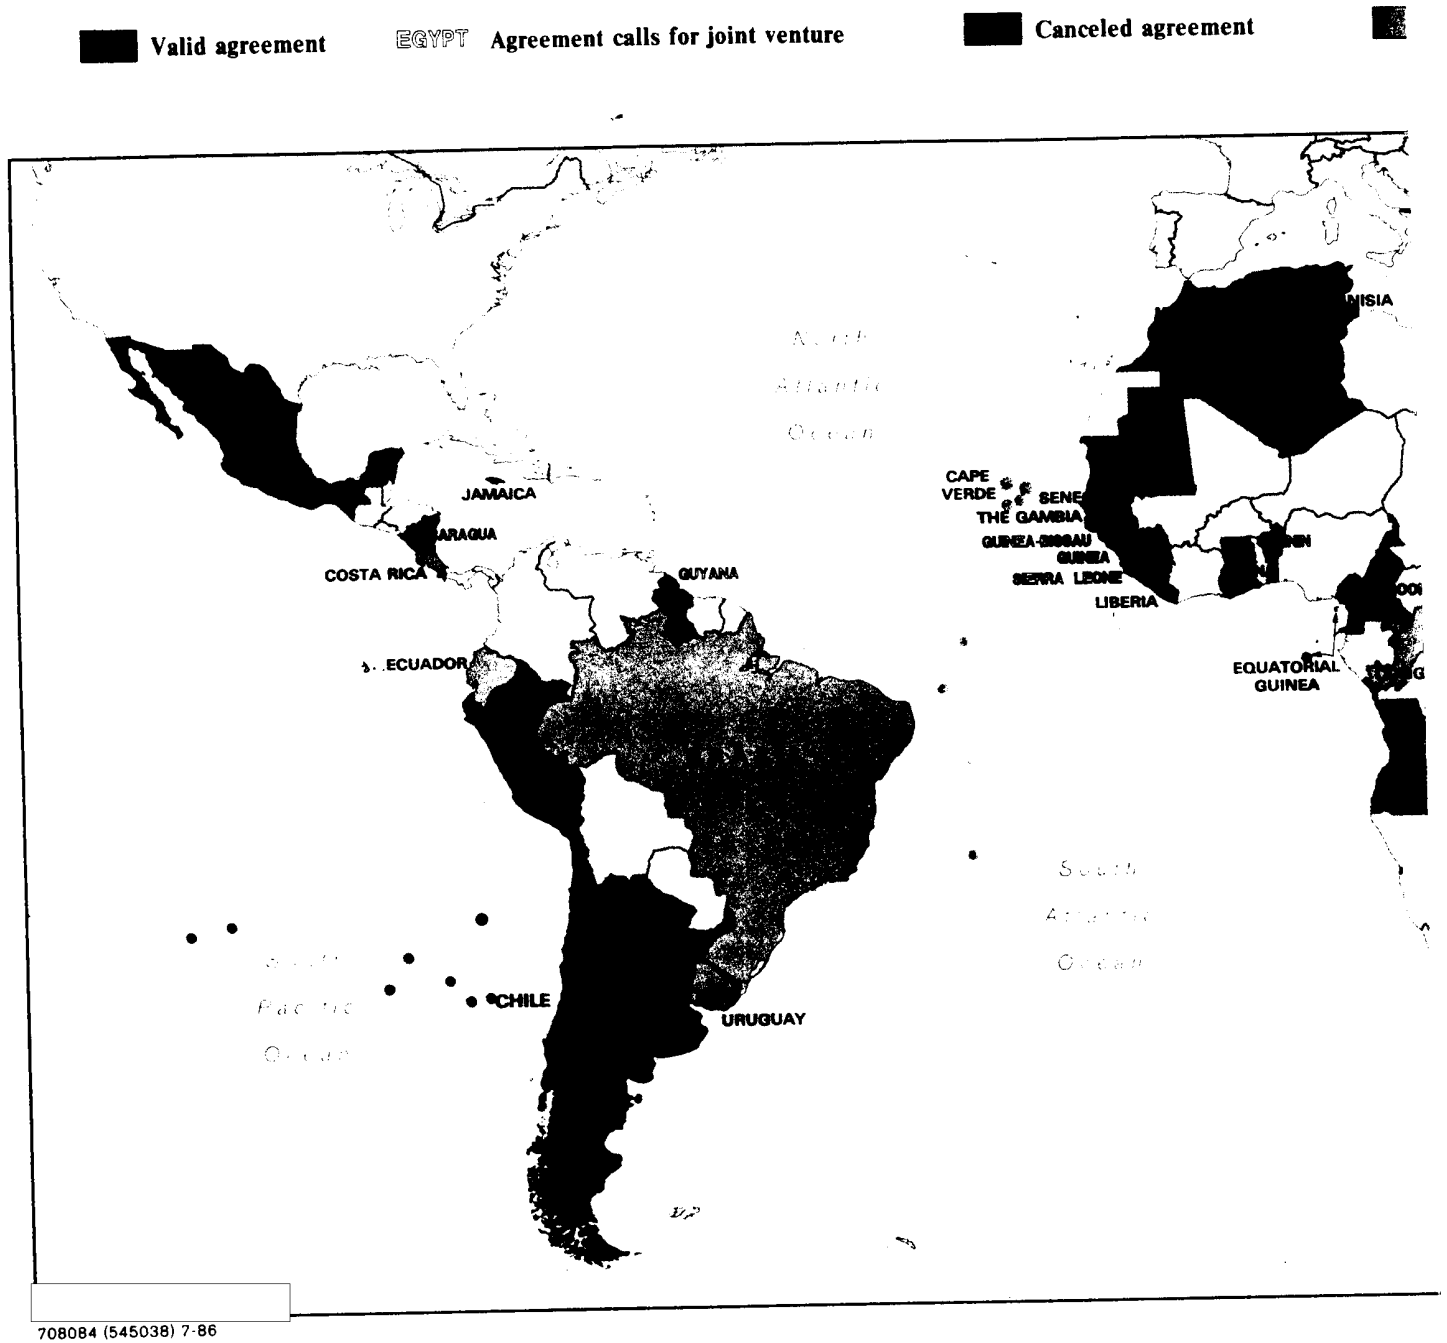 Valid agreement
EGYPT Agreement calls for joint venture
Canceled agreement
NISIA
North
Atlantic
Ocean
CAPE
VERDE
JAMAICA
SENE
THE GAMBIA
ARAGUA
GUINEA-BISSAU
NIN
GUINEA
COSTA RICA
GUYANA
SIERRA LEONE
LIBERIA
ECUADOR
EQUATORIAL
GUINEA
South
Atlantic
Ocean
South
Pacific
Ocean
CHILE
URUGUAY
708084 (545038) 7-86